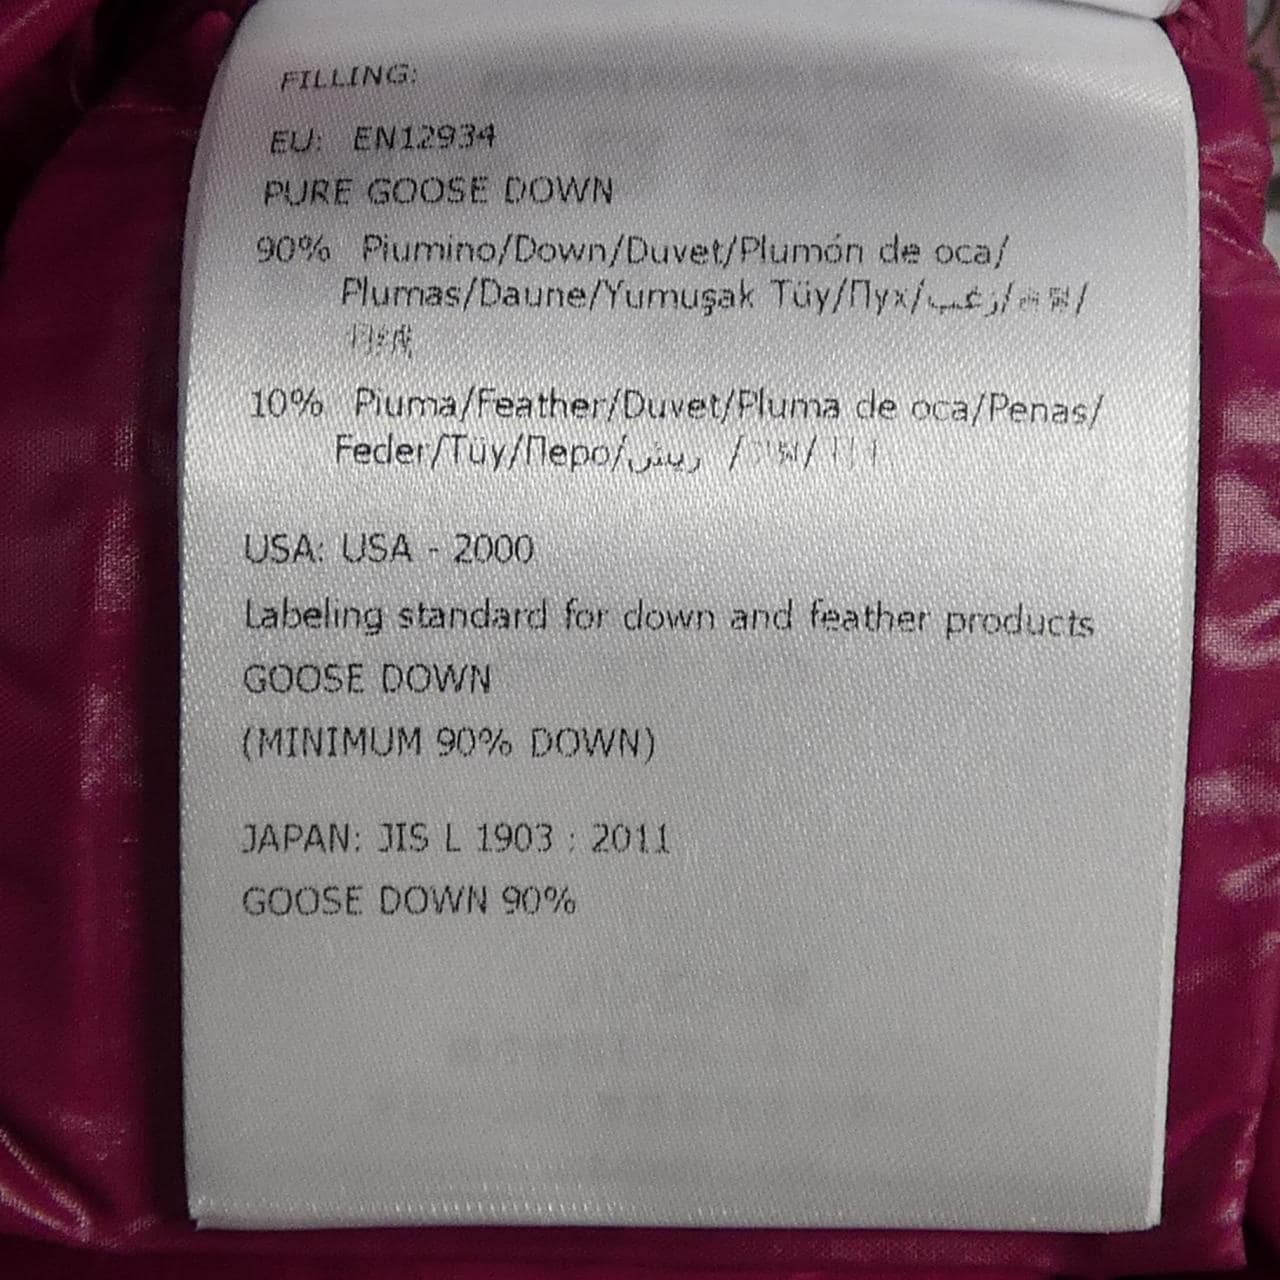 FILLING:
EU: EN12934
PURE GOOSE DOWN
90% Piumino/Down/Duvet/Plumón de oca/
Plumas/Daune/Yumuşak Tüy/Пух/زغب/
10% Piuma/Feather/Duvet/Pluma de oca/Penas/
Feder/Tüy/Перо/ريش /
USA: USA - 2000
Labeling standard for down and feather products
GOOSE DOWN
(MINIMUM 90% DOWN)
JAPAN: JIS L 1903 : 2011
GOOSE DOWN 90%